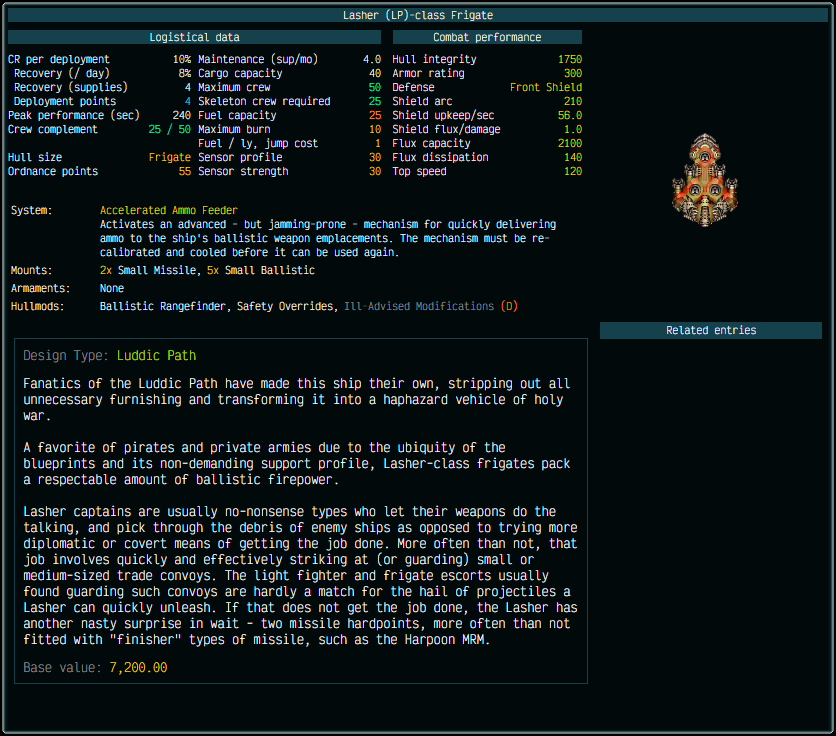 Lasher (LP)-class Frigate
Logistical data
Combat performance
CR per deployment 10% Maintenance (sup/mo) 4.0 Hull integrity 1750
Recovery (/ day) 8% Cargo capacity 40 Armor rating 300
Recovery (supplies) 4 Maximum crew 50 Defense Front Shield
Deployment points 4 Skeleton crew required 25 Shield arc 210
Peak performance (sec) 240 Fuel capacity 25 Shield upkeep/sec 56.0
Crew complement 25 / 50 Maximum burn 10 Shield flux/damage 1.0
Fuel / ly, jump cost 1 Flux capacity 2100
Hull size Frigate Sensor profile 30 Flux dissipation 140
Ordnance points 55 Sensor strength 30 Top speed 120
System: Accelerated Ammo Feeder
Activates an advanced - but jamming-prone - mechanism for quickly delivering
ammo to the ship's ballistic weapon emplacements. The mechanism must be re-
calibrated and cooled before it can be used again.
Mounts: 2x Small Missile, 5x Small Ballistic
Armaments: None
Hullmods: Ballistic Rangefinder, Safety Overrides, Ill-Advised Modifications (D)
Related entries
Design Type: Luddic Path
Fanatics of the Luddic Path have made this ship their own, stripping out all
unnecessary furnishing and transforming it into a haphazard vehicle of holy
war.
A favorite of pirates and private armies due to the ubiquity of the
blueprints and its non-demanding support profile, Lasher-class frigates pack
a respectable amount of ballistic firepower.
Lasher captains are usually no-nonsense types who let their weapons do the
talking, and pick through the debris of enemy ships as opposed to trying more
diplomatic or covert means of getting the job done. More often than not, that
job involves quickly and effectively striking at (or guarding) small or
medium-sized trade convoys. The light fighter and frigate escorts usually
found guarding such convoys are hardly a match for the hail of projectiles a
Lasher can quickly unleash. If that does not get the job done, the Lasher has
another nasty surprise in wait - two missile hardpoints, more often than not
fitted with "finisher" types of missile, such as the Harpoon MRM.
Base value: 7,200.00